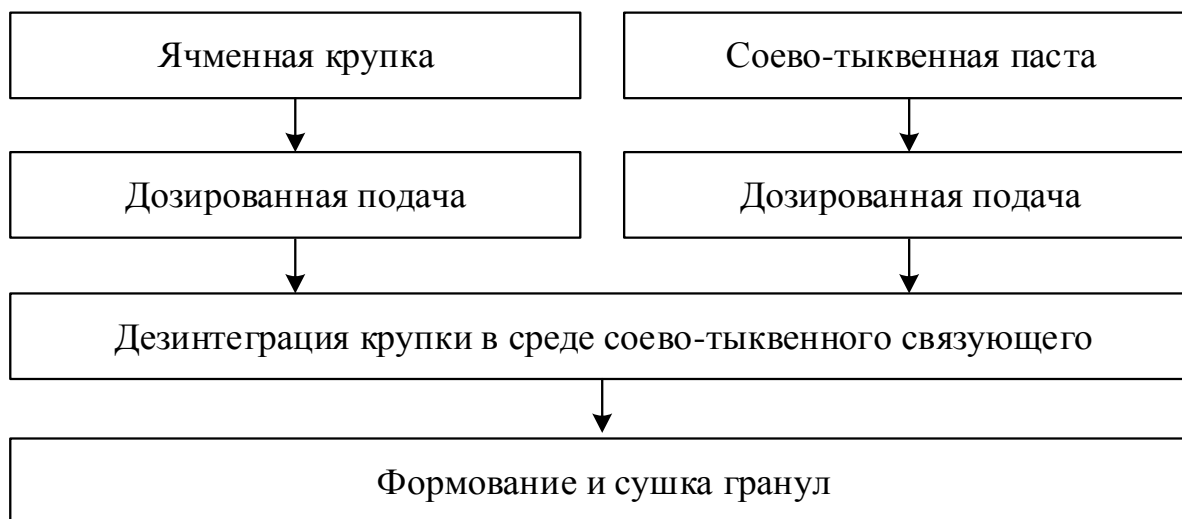 Ячменная крупка
Соево-тыквенная паста
Дозированная подача
Дозированная подача
Дезинтеграция крупки в среде соево-тыквенного связующего
Формование и сушка гранул